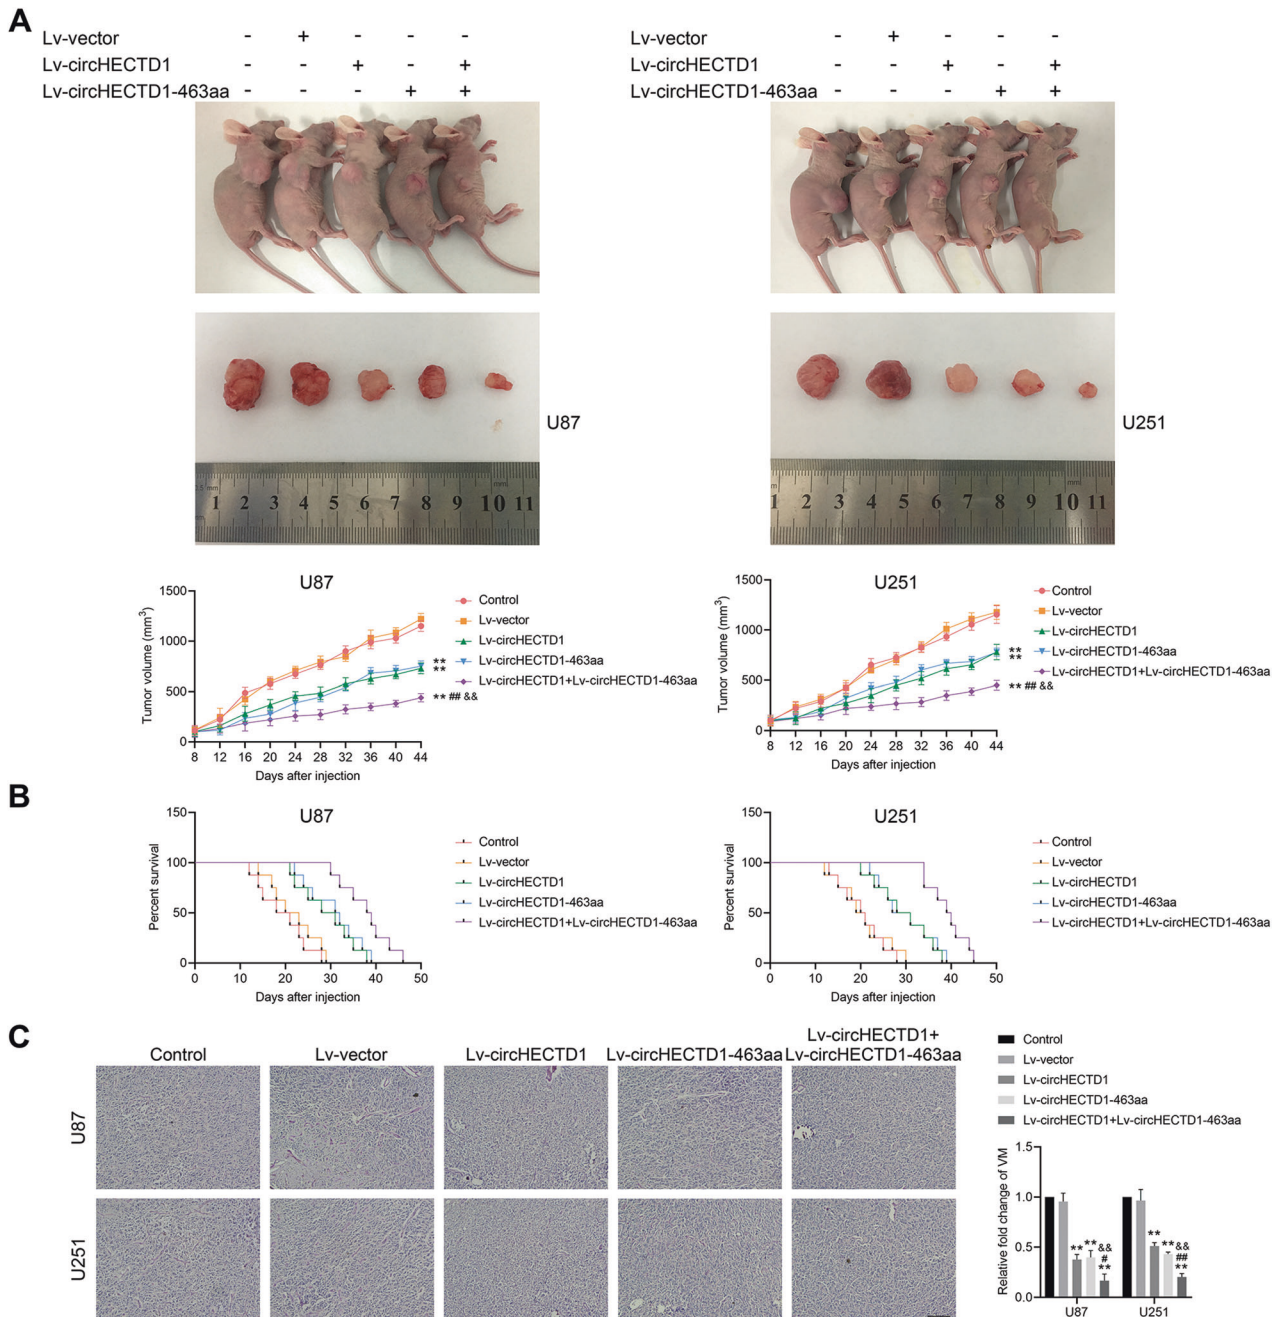 A
Lv-vector - + - - -
Lv-circHECTD1 - - + - +
Lv-circHECTD1-463aa - - - + +
Lv-vector - + - - -
Lv-circHECTD1 - - + - +
Lv-circHECTD1-463aa - - - + +
mm
1 2 3 4 5 6 7 8 9 10 11
U87
mm
1 2 3 4 5 6 7 8 9 10 11
U251
U87
Tumor volume (mm³)
1500
1000
500
0
8 12 16 20 24 28 32 36 40 44
Days after injection
Control
Lv-vector
Lv-circHECTD1
Lv-circHECTD1-463aa
Lv-circHECTD1+Lv-circHECTD1-463aa
**
**
** ## &&
U251
Tumor volume (mm³)
1500
1000
500
0
8 12 16 20 24 28 32 36 40 44
Days after injection
Control
Lv-vector
Lv-circHECTD1
Lv-circHECTD1-463aa
Lv-circHECTD1+Lv-circHECTD1-463aa
**
**
** ## &&
B
U87
Percent survival
150
100
50
0
0 10 20 30 40 50
Days after injection
Control
Lv-vector
Lv-circHECTD1
Lv-circHECTD1-463aa
Lv-circHECTD1+Lv-circHECTD1-463aa
U251
Percent survival
150
100
50
0
0 10 20 30 40 50
Days after injection
Control
Lv-vector
Lv-circHECTD1
Lv-circHECTD1-463aa
Lv-circHECTD1+Lv-circHECTD1-463aa
C
Control
Lv-vector
Lv-circHECTD1
Lv-circHECTD1-463aa
Lv-circHECTD1+
Lv-circHECTD1-463aa
U87
U251
Control
Lv-vector
Lv-circHECTD1
Lv-circHECTD1-463aa
Lv-circHECTD1+Lv-circHECTD1-463aa
Relative fold change of VM
1.5
1.0
0.5
0.0
** ** &&
#
**
** ** &&
##
**
U87 U251